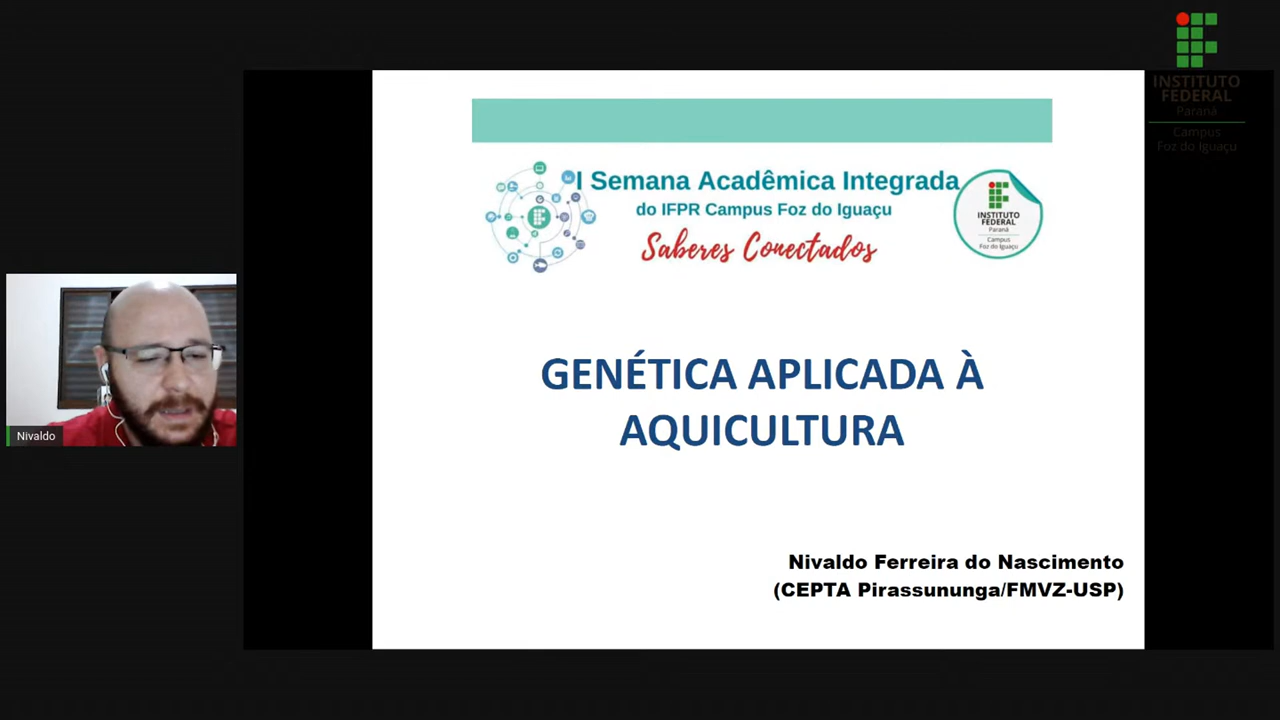 INSTITUTO
FEDERAL
Paraná
Campus
Foz do Iguaçu
I Semana Acadêmica Integrada
do IFPR Campus Foz do Iguaçu
Saberes Conectados
INSTITUTO
FEDERAL
Paraná
Campus
Foz do Iguaçu
GENÉTICA APLICADA À
AQUICULTURA
Nivaldo
Nivaldo Ferreira do Nascimento
(CEPTA Pirassununga/FMVZ-USP)